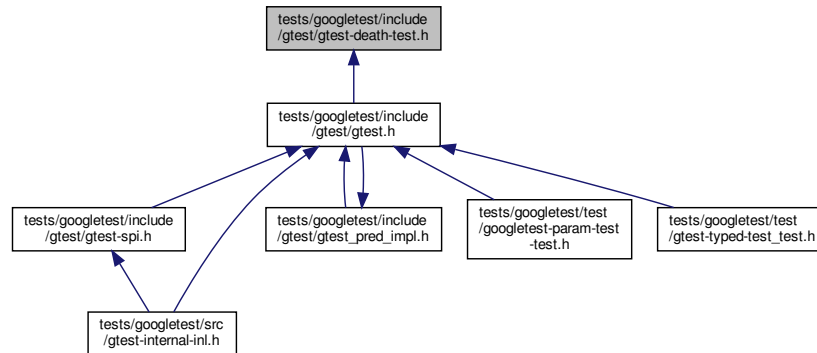 tests/googletest/include
/gtest/gtest-death-test.h
tests/googletest/include
/gtest/gtest.h
tests/googletest/include
/gtest/gtest-spi.h
tests/googletest/include
/gtest/gtest_pred_impl.h
tests/googletest/test
/googletest-param-test
-test.h
tests/googletest/test
/gtest-typed-test_test.h
tests/googletest/src
/gtest-internal-inl.h